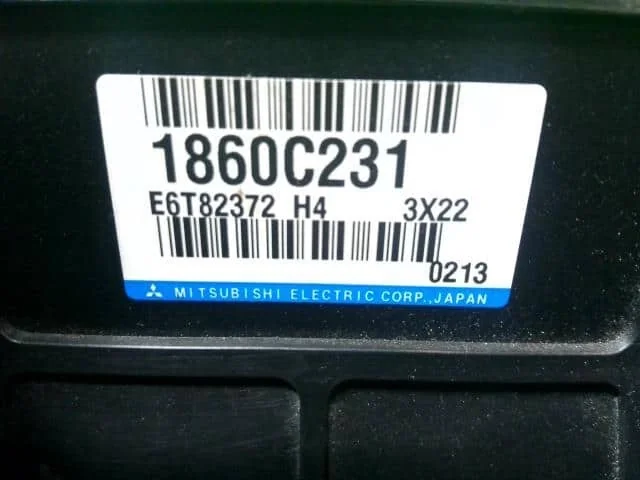 1860C231
E6T82372 H4 3X22
0213
MITSUBISHI ELECTRIC CORP.,JAPAN